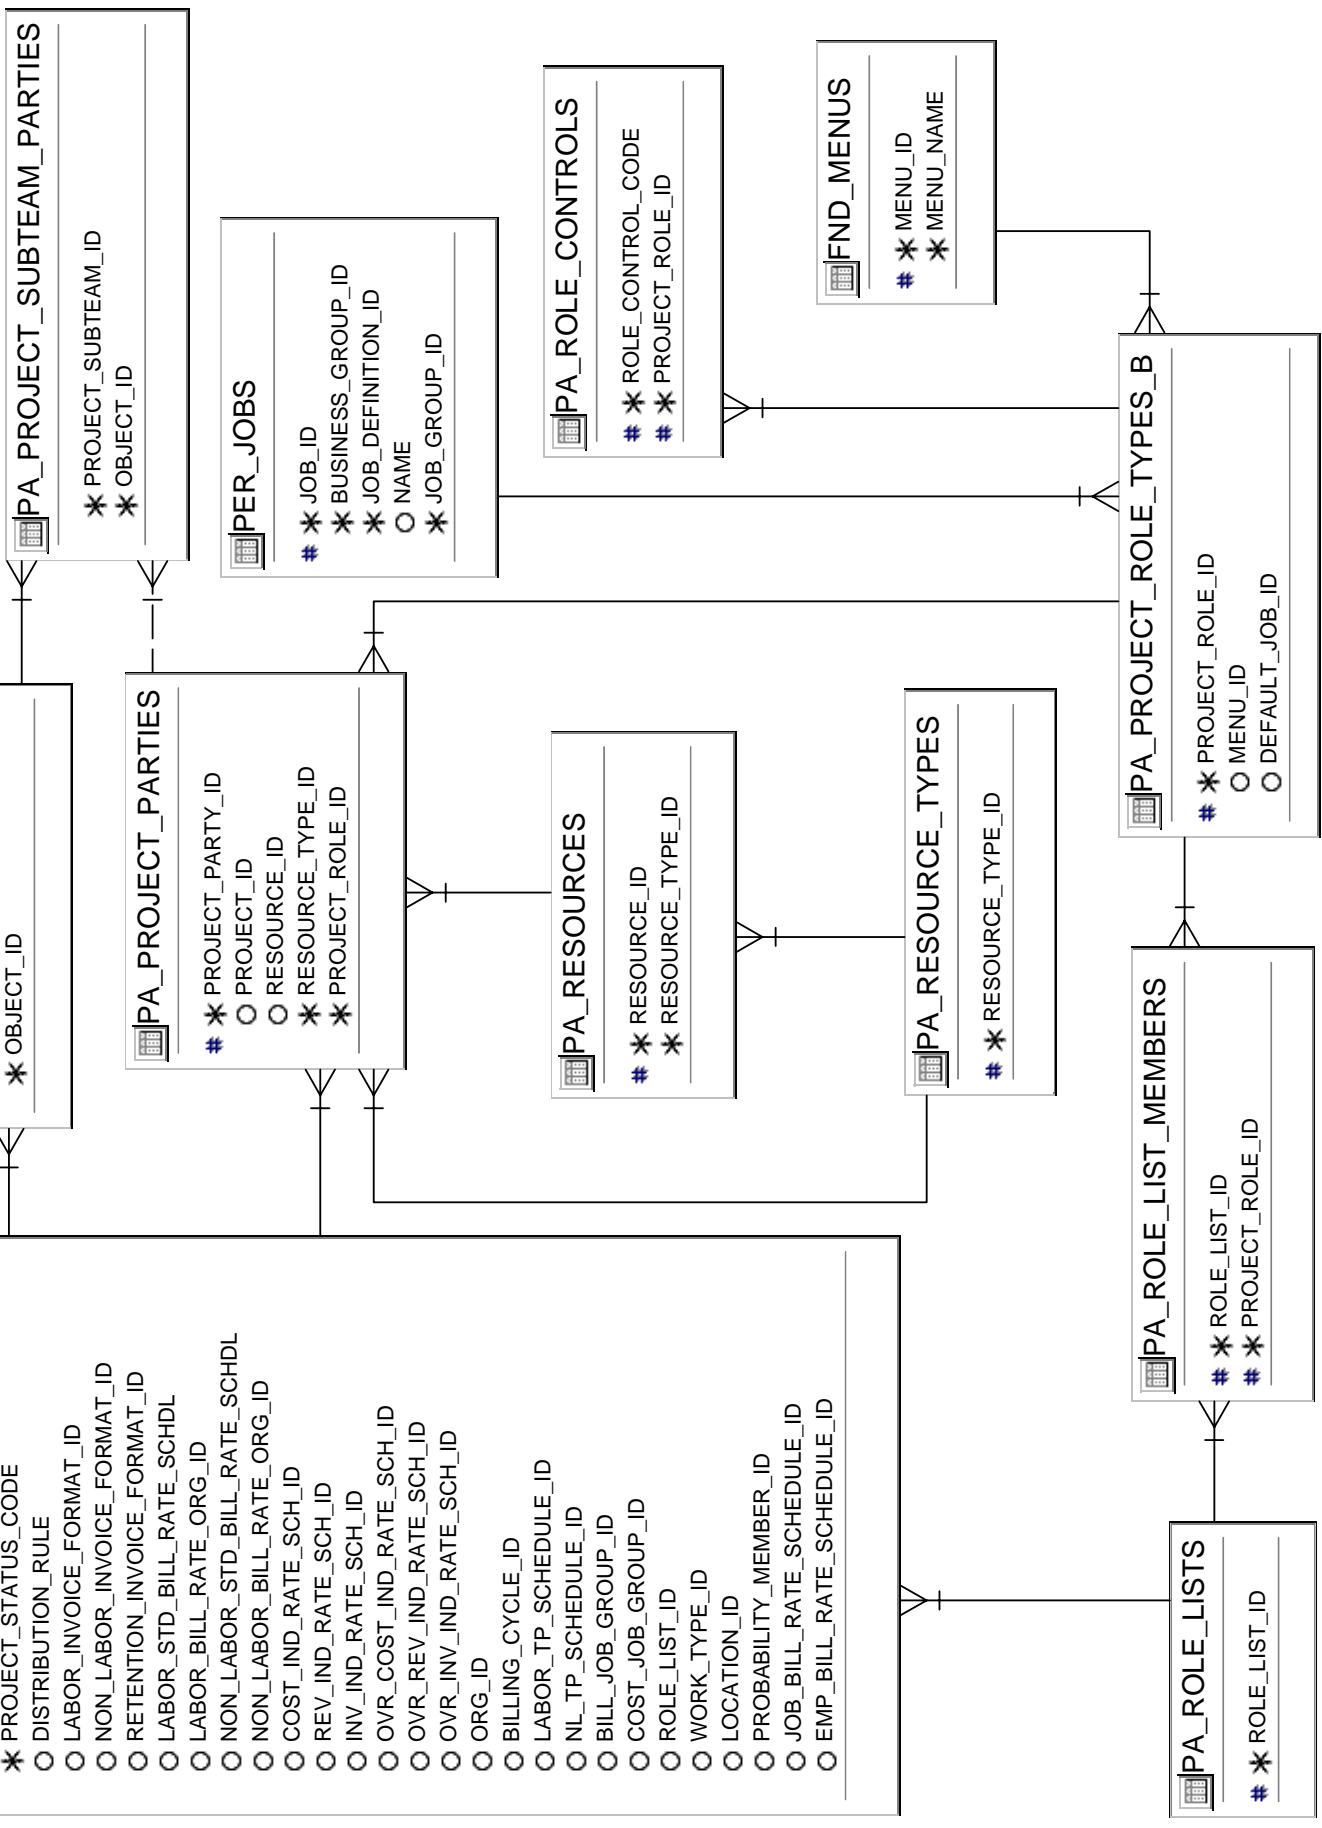 PA_PROJECT_SUBTEAM_PARTIES
* PROJECT_SUBTEAM_ID
* OBJECT_ID
PER_JOBS
# * JOB_ID
* BUSINESS_GROUP_ID
* JOB_DEFINITION_ID
O NAME
* JOB_GROUP_ID
PA_ROLE_CONTROLS
# * ROLE_CONTROL_CODE
# * PROJECT_ROLE_ID
FND_MENUS
# * MENU_ID
* MENU_NAME
* OBJECT_ID
PA_PROJECT_PARTIES
# * PROJECT_PARTY_ID
O PROJECT_ID
O RESOURCE_ID
* RESOURCE_TYPE_ID
* PROJECT_ROLE_ID
PA_RESOURCES
# * RESOURCE_ID
* RESOURCE_TYPE_ID
PA_RESOURCE_TYPES
# * RESOURCE_TYPE_ID
PA_PROJECT_ROLE_TYPES_B
# * PROJECT_ROLE_ID
O MENU_ID
O DEFAULT_JOB_ID
PA_ROLE_LIST_MEMBERS
# * ROLE_LIST_ID
# * PROJECT_ROLE_ID
* PROJECT_STATUS_CODE
O DISTRIBUTION_RULE
O LABOR_INVOICE_FORMAT_ID
O NON_LABOR_INVOICE_FORMAT_ID
O RETENTION_INVOICE_FORMAT_ID
O LABOR_STD_BILL_RATE_SCHDL
O LABOR_BILL_RATE_ORG_ID
O NON_LABOR_STD_BILL_RATE_SCHDL
O NON_LABOR_BILL_RATE_ORG_ID
O COST_IND_RATE_SCH_ID
O REV_IND_RATE_SCH_ID
O INV_IND_RATE_SCH_ID
O OVR_COST_IND_RATE_SCH_ID
O OVR_REV_IND_RATE_SCH_ID
O OVR_INV_IND_RATE_SCH_ID
O ORG_ID
O BILLING_CYCLE_ID
O LABOR_TP_SCHEDULE_ID
O NL_TP_SCHEDULE_ID
O BILL_JOB_GROUP_ID
O COST_JOB_GROUP_ID
O ROLE_LIST_ID
O WORK_TYPE_ID
O LOCATION_ID
O PROBABILITY_MEMBER_ID
O JOB_BILL_RATE_SCHEDULE_ID
O EMP_BILL_RATE_SCHEDULE_ID
PA_ROLE_LISTS
# * ROLE_LIST_ID